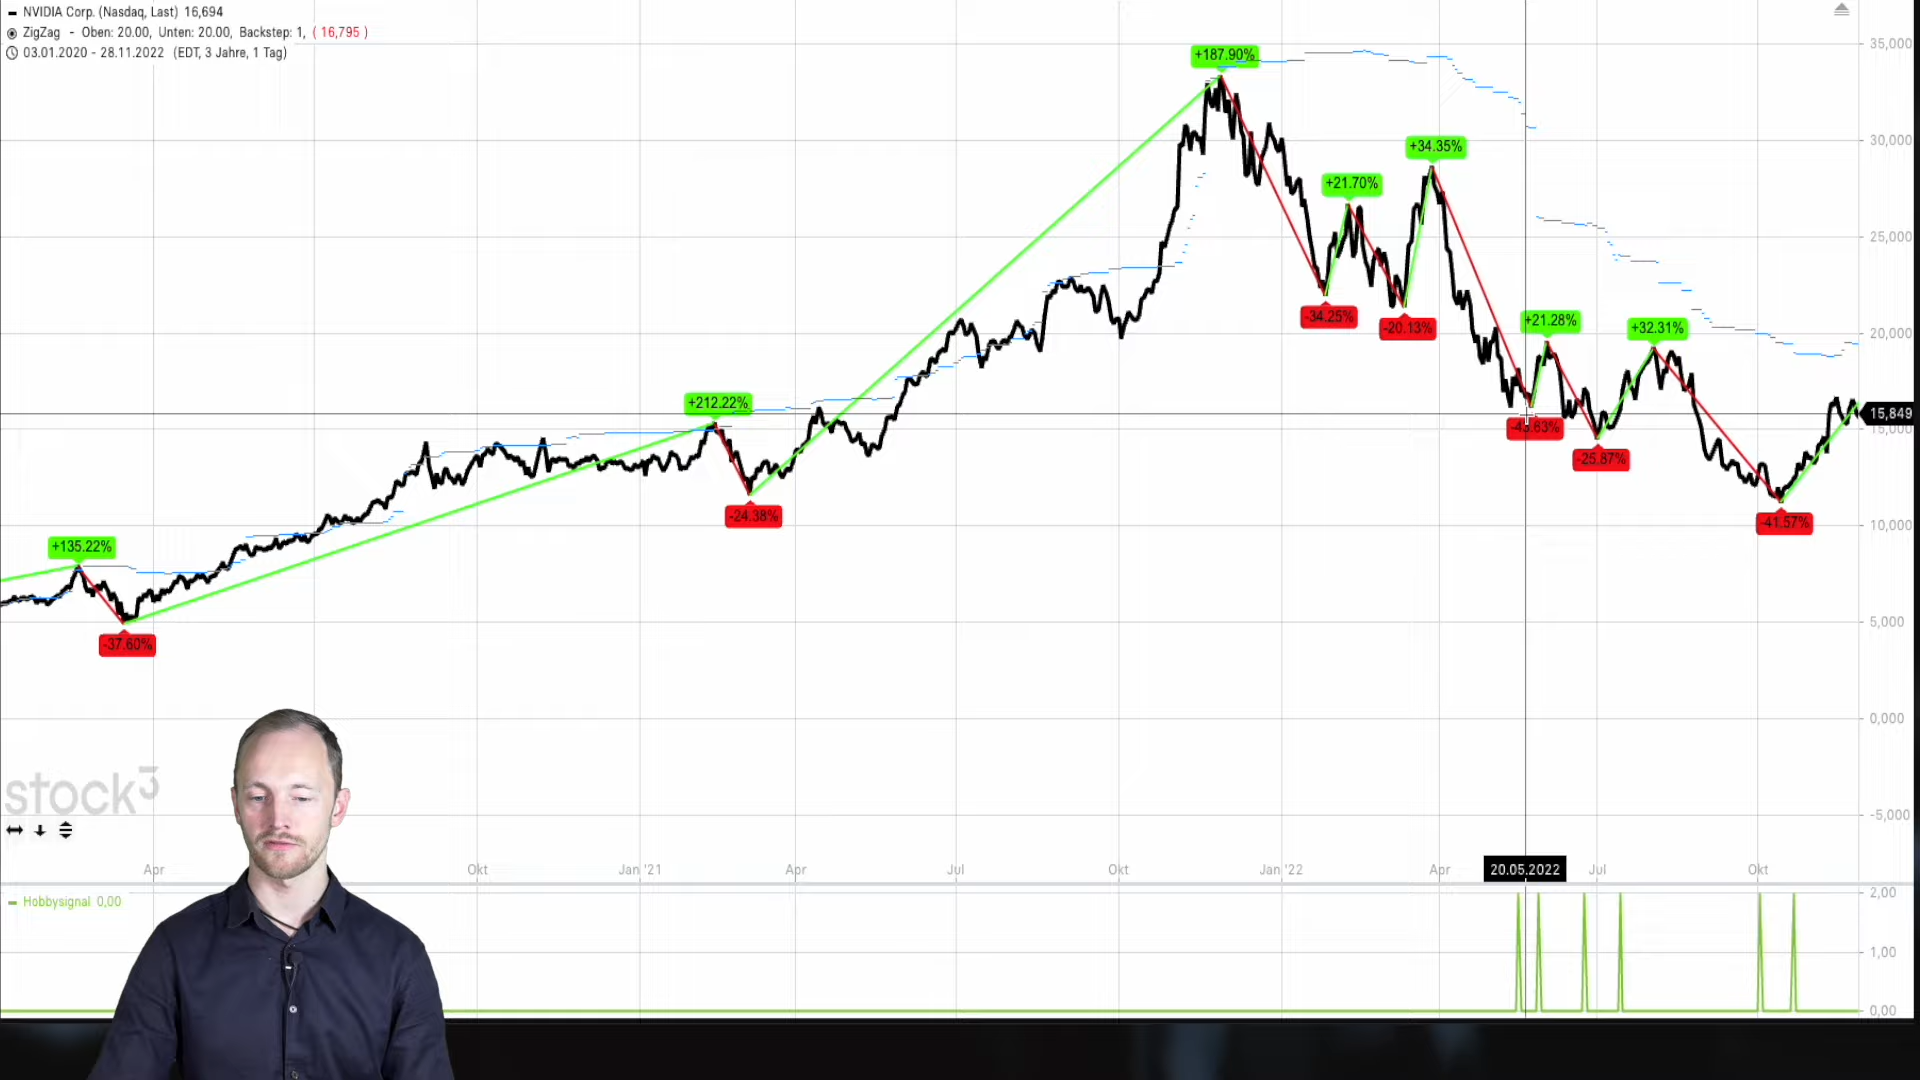 NVIDIA Corp. (Nasdaq, Last) 16,694
ZigZag - Oben: 20.00, Unten: 20.00, Backstep: 1, ( 16,795 )
03.01.2020 - 28.11.2022 (EDT, 3 Jahre, 1 Tag)
35,000
+187.90%
30,000
+34.35%
+21.70%
25,000
-34.25%
+21.28%
-20.13%
+32.31%
20,000
+212.22%
15,849
15,000
-25.87%
-24.38%
-41.57%
10,000
+135.22%
5,000
-37.60%
0,000
stock3
-5,000
Apr
Okt
Jan '21
Apr
Jul
Okt
Jan '22
Apr
20.05.2022
Jul
Okt
Hobbysignal 0,00
2,00
1,00
0,00